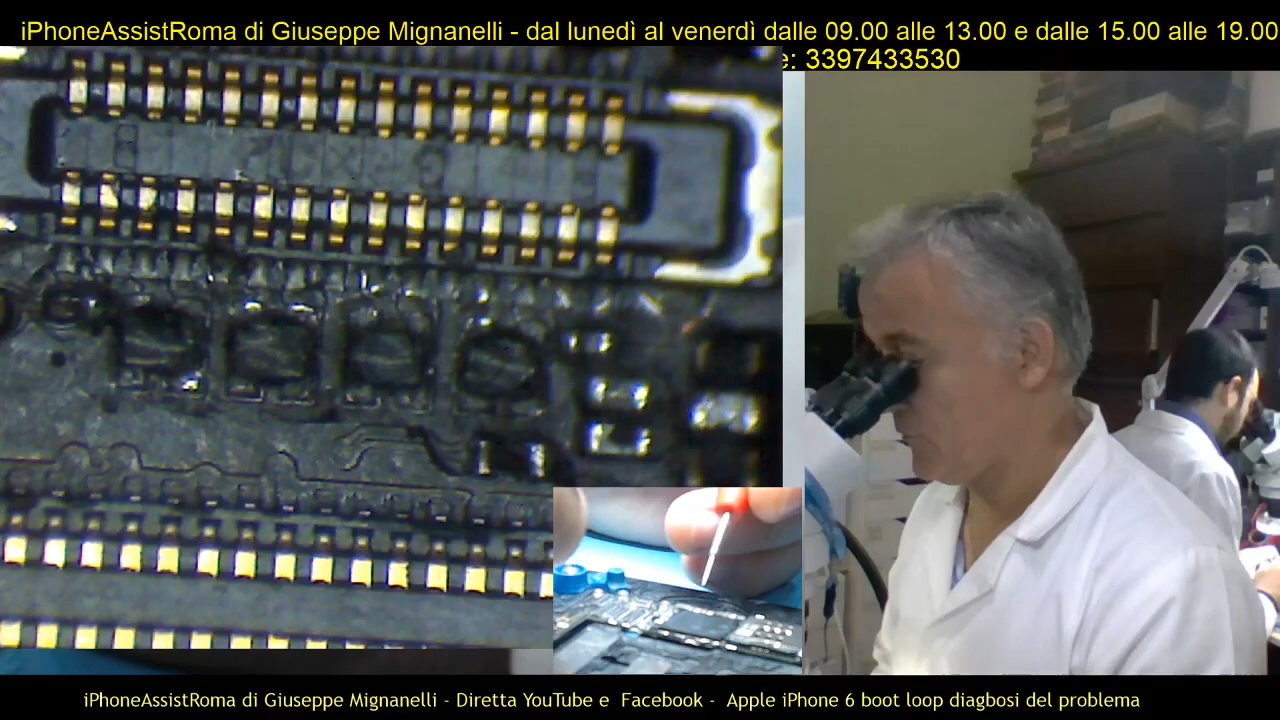 iPhoneAssistRoma di Giuseppe Mignanelli - dal lunedì al venerdì dalle 09.00 alle 13.00 e dalle 15.00 alle 19.00
: 3397433530
iPhoneAssistRoma di Giuseppe Mignanelli - Diretta YouTube e Facebook - Apple iPhone 6 boot loop diagbosi del problema